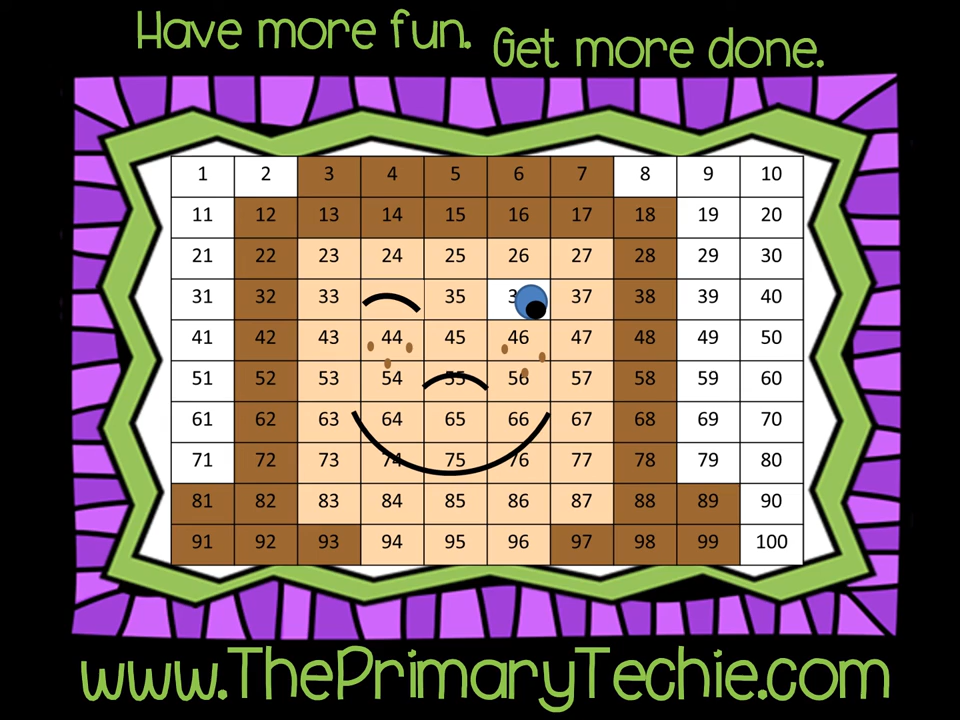 Have more fun. Get more done.
1 2 3 4 5 6 7 8 9 10
11 12 13 14 15 16 17 18 19 20
21 22 23 24 25 26 27 28 29 30
31 32 33 35 37 38 39 40
41 42 43 44 45 46 47 48 49 50
51 52 53 54 55 56 57 58 59 60
61 62 63 64 65 66 67 68 69 70
71 72 73 74 75 76 77 78 79 80
81 82 83 84 85 86 87 88 89 90
91 92 93 94 95 96 97 98 99 100
www.ThePrimaryTechie.com